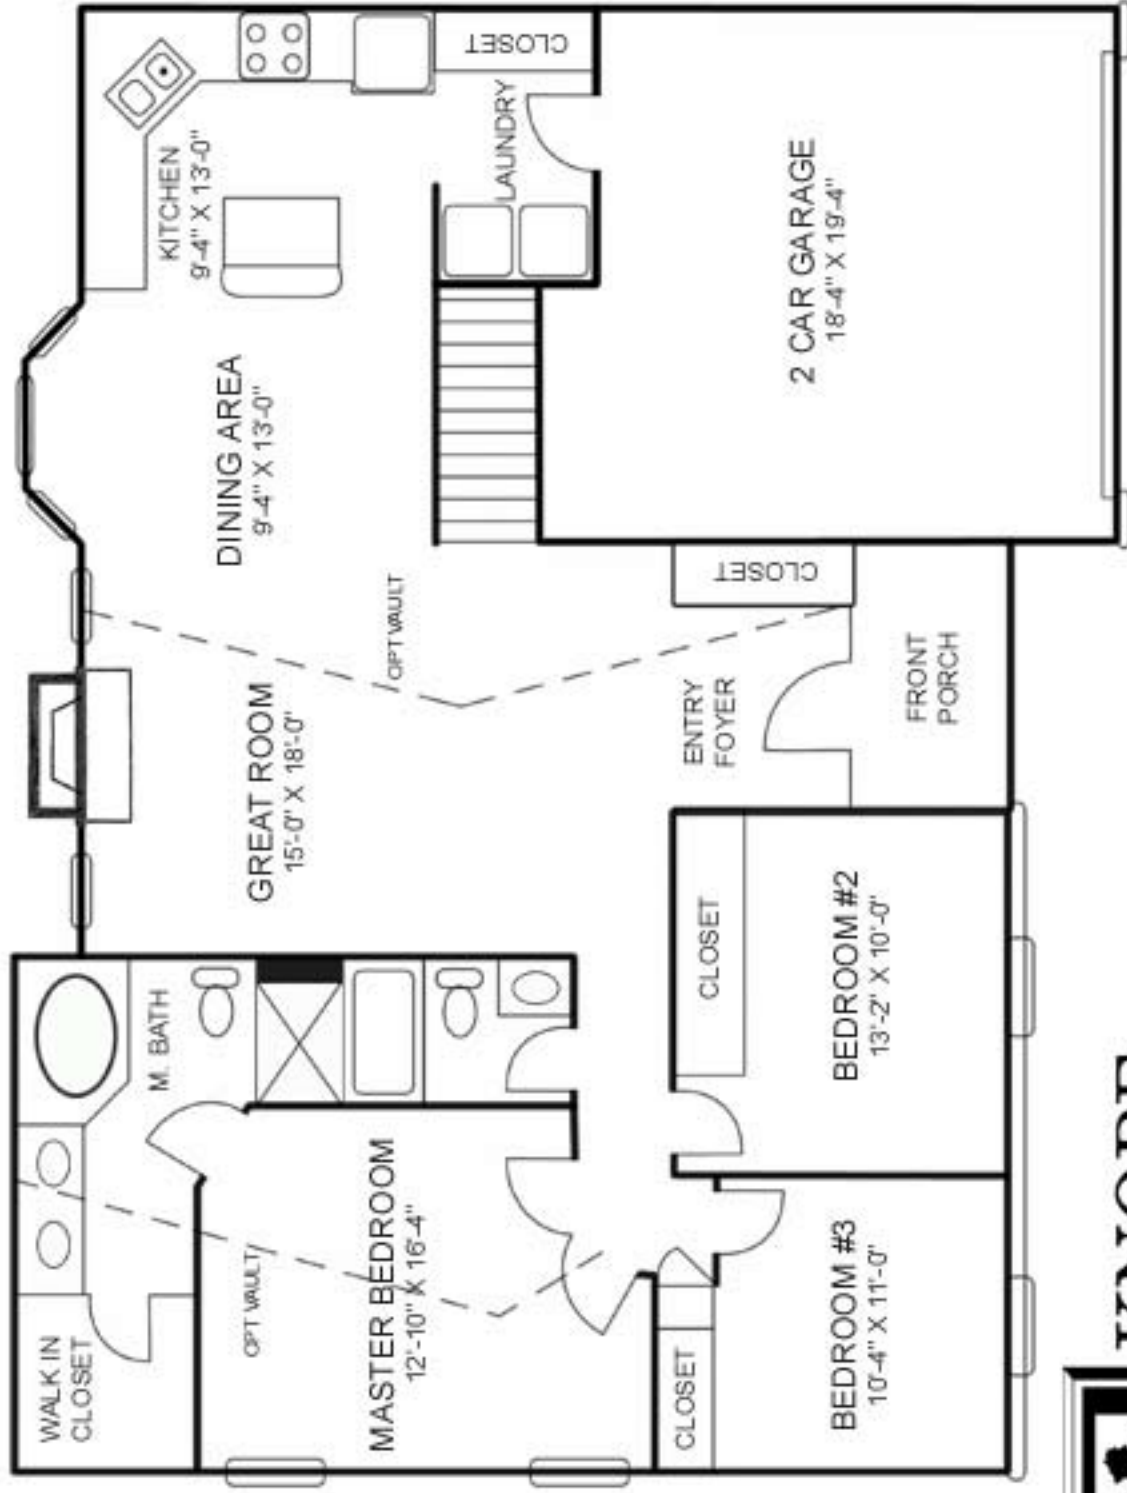 WALK IN
CLOSET
M. BATH
KITCHEN
9'-4" X 13'-0"
OPT VAULT
GREAT ROOM
15'-0" X 18'-0"
DINING AREA
9'-4" X 13'-0"
MASTER BEDROOM
12'-10" X 16'-4"
OPT VAULT
LAUNDRY
CLOSET
CLOSET
CLOSET
ENTRY
FOYER
CLOSET
2 CAR GARAGE
18'-4" X 19'-4"
BEDROOM #3
10'-4" X 11'-0"
BEDROOM #2
13'-2" X 10'-0"
FRONT
PORCH